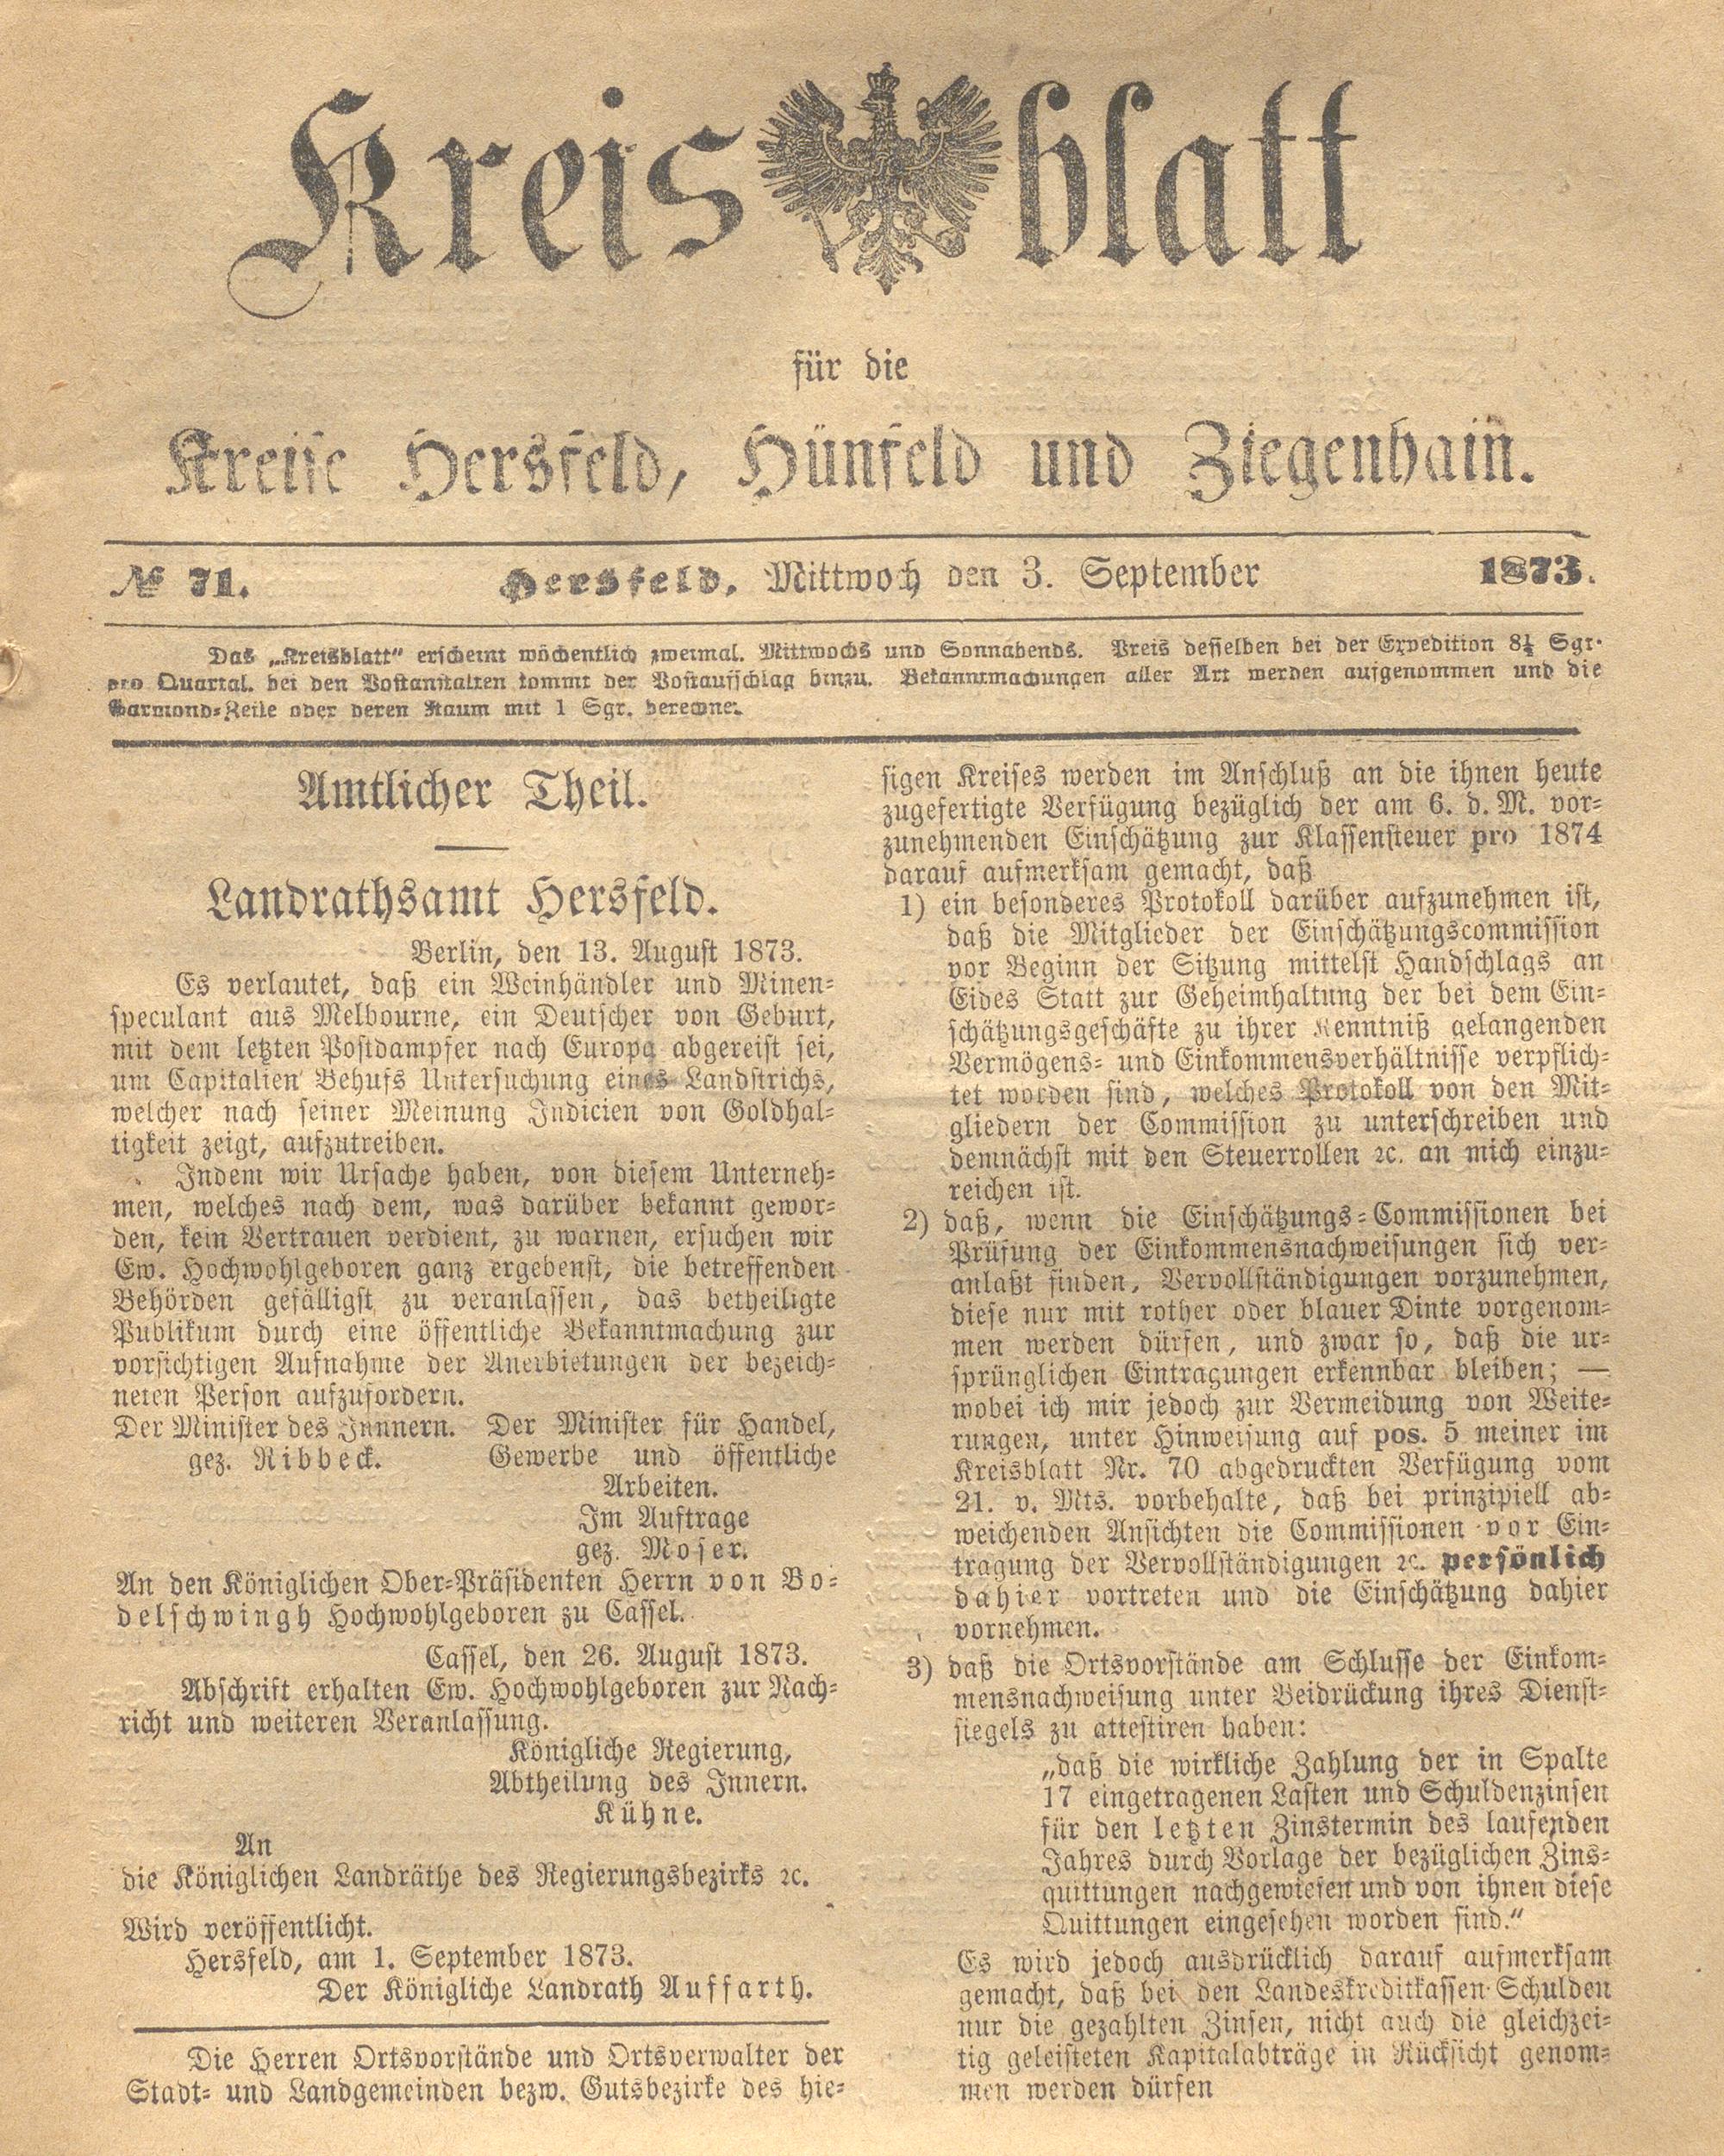 Kreisblatt
für die
Kreise Hersfeld, Hünfeld und Ziegenhain.
№ 71. Hersfeld, Mittwoch den 3. September 1873.
Das „Kreisblatt“ erscheint wöchentlich zweimal. Mittwochs und Sonnabends. Preis desselben bei der Expedition 8¼ Sgr.
pro Quartal. bei den Postanstalten kommt der Postaufschlag hinzu. Bekanntmachungen aller Art werden aufgenommen und die
Garmond-Zeile oder deren Raum mit 1 Sgr. berechnet.
Amtlicher Theil.
Landrathsamt Hersfeld.
Berlin, den 13. August 1873.
Es verlautet, daß ein Weinhändler und Minen-
speculant aus Melbourne, ein Deutscher von Geburt,
mit dem letzten Postdampfer nach Europa abgereist sei,
um Capitalien Behufs Untersuchung eines Landstrichs,
welcher nach seiner Meinung Indicien von Goldhal-
tigkeit zeigt, aufzutreiben.
Indem wir Ursache haben, von diesem Unterneh-
men, welches nach dem, was darüber bekannt gewor-
den, kein Vertrauen verdient, zu warnen, ersuchen wir
Ew. Hochwohlgeboren ganz ergebenst, die betreffenden
Behörden gefälligst zu veranlassen, das betheiligte
Publikum durch eine öffentliche Bekanntmachung zur
vorsichtigen Aufnahme der Anerbietungen der bezeich-
neten Person aufzufordern.
Der Minister des Innnern. Der Minister für Handel,
gez. Ribbeck. Gewerbe und öffentliche
Arbeiten.
Im Auftrage
gez. Moser.
An den Königlichen Ober-Präsidenten Herrn von Bo-
delschwingh Hochwohlgeboren zu Cassel.
Cassel, den 26. August 1873.
Abschrift erhalten Ew. Hochwohlgeboren zur Nach-
richt und weiteren Veranlassung.
Königliche Regierung,
Abtheilung des Innern.
Kühne.
An
die Königlichen Landräthe des Regierungsbezirks ꝛc.
Wird veröffentlicht.
Hersfeld, am 1. September 1873.
Der Königliche Landrath Auffarth.
Die Herren Ortsvorstände und Ortsverwalter der
Stadt- und Landgemeinden bezw. Gutsbezirke des hie-
sigen Kreises werden im Anschluß an die ihnen heute
zugefertigte Verfügung bezüglich der am 6. d. M. vor-
zunehmenden Einschätzung zur Klassensteuer pro 1874
darauf aufmerksam gemacht, daß
1) ein besonderes Protokoll darüber aufzunehmen ist,
daß die Mitglieder der Einschätzungscommission
vor Beginn der Sitzung mittelst Handschlags an
Eides Statt zur Geheimhaltung der bei dem Ein-
schätzungsgeschäfte zu ihrer Kenntniß gelangenden
Vermögens- und Einkommensverhältnisse verpflich-
tet worden sind, welches Protokoll von den Mit-
gliedern der Commission zu unterschreiben und
demnächst mit den Steuerrollen ꝛc. an mich einzu-
reichen ist.
2) daß, wenn die Einschätzungs-Commissionen bei
Prüfung der Einkommensnachweisungen sich ver-
anlaßt finden, Vervollständigungen vorzunehmen,
diese nur mit rother oder blauer Dinte vorgenom-
men werden dürfen, und zwar so, daß die ur-
sprünglichen Eintragungen erkennbar bleiben; —
wobei ich mir jedoch zur Vermeidung von Weite-
rungen, unter Hinweisung auf pos. 5 meiner im
Kreisblatt Nr. 70 abgedruckten Verfügung vom
21. v. Mts. vorbehalte, daß bei prinzipiell ab-
weichenden Ansichten die Commissionen vor Ein-
tragung der Vervollständigungen ꝛc. persönlich
dahier vortreten und die Einschätzung dahier
vornehmen.
3) daß die Ortsvorstände am Schlusse der Einkom-
mensnachweisung unter Beidrückung ihres Dienst-
siegels zu attestiren haben:
„daß die wirkliche Zahlung der in Spalte
17 eingetragenen Lasten und Schuldenzinsen
für den letzten Zinstermin des laufenden
Jahres durch Vorlage der bezüglichen Zins-
quittungen nachgewiesen und von ihnen diese
Quittungen eingesehen worden sind.“
Es wird jedoch ausdrücklich darauf aufmerksam
gemacht, daß bei den Landeskreditkassen-Schulden
nur die gezahlten Zinsen, nicht auch die gleichzei-
tig geleisteten Kapitalabträge in Rücksicht genom-
men werden dürfen